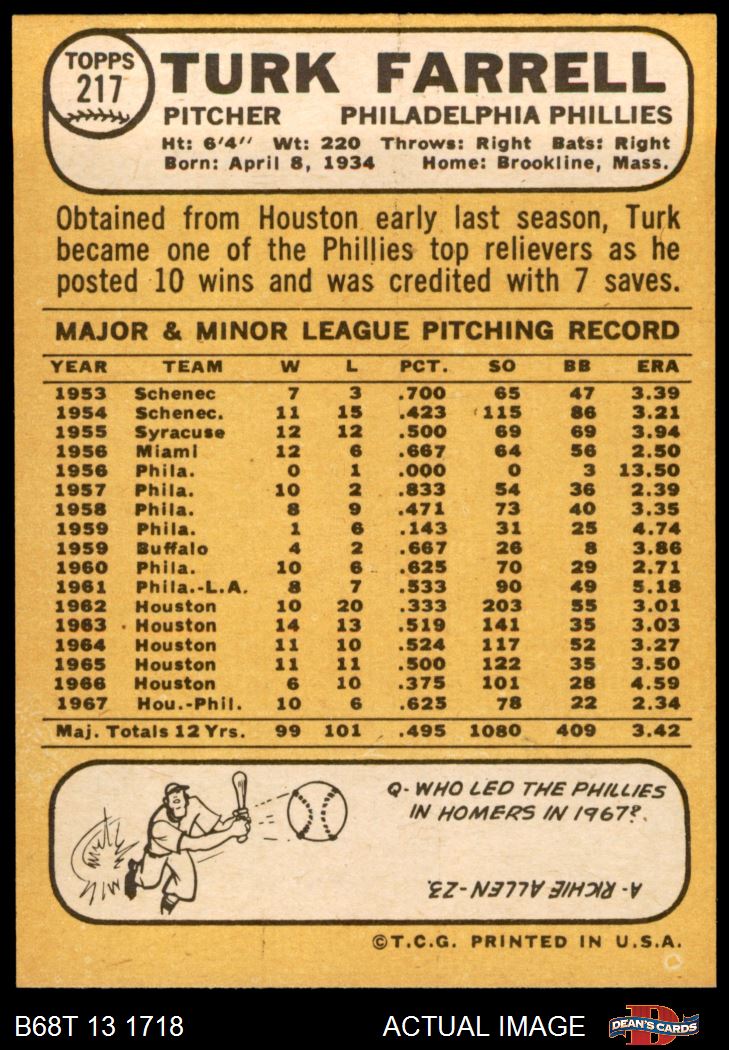 TOPPS
217
TURK FARRELL
PITCHER PHILADELPHIA PHILLIES
Ht: 6'4" Wt: 220 Throws: Right Bats: Right
Born: April 8, 1934 Home: Brookline, Mass.
Obtained from Houston early last season, Turk
became one of the Phillies top relievers as he
posted 10 wins and was credited with 7 saves.
MAJOR & MINOR LEAGUE PITCHING RECORD
YEAR TEAM W L PCT. SO BB ERA
1953 Schenec 7 3 .700 65 47 3.39
1954 Schenec. 11 15 .423 115 86 3.21
1955 Syracuse 12 12 .500 69 69 3.94
1956 Miami 12 6 .667 64 56 2.50
1956 Phila. 0 1 .000 0 3 13.50
1957 Phila. 10 2 .833 54 36 2.39
1958 Phila. 8 9 .471 73 40 3.35
1959 Phila. 1 6 .143 31 25 4.74
1959 Buffalo 4 2 .667 26 8 3.86
1960 Phila. 10 6 .625 70 29 2.71
1961 Phila.-L.A. 8 7 .533 90 49 5.18
1962 Houston 10 20 .333 203 55 3.01
1963 Houston 14 13 .519 141 35 3.03
1964 Houston 11 10 .524 117 52 3.27
1965 Houston 11 11 .500 122 35 3.50
1966 Houston 6 10 .375 101 28 4.59
1967 Hou.-Phil. 10 6 .625 78 22 2.34
Maj. Totals 12 Yrs. 99 101 .495 1080 409 3.42
Q- WHO LED THE PHILLIES
IN HOMERS IN 1967?
A- RICHIE ALLEN-23.
©T.C.G. PRINTED IN U.S.A.
B68T 13 1718 ACTUAL IMAGE
D
DEAN'S CARDS